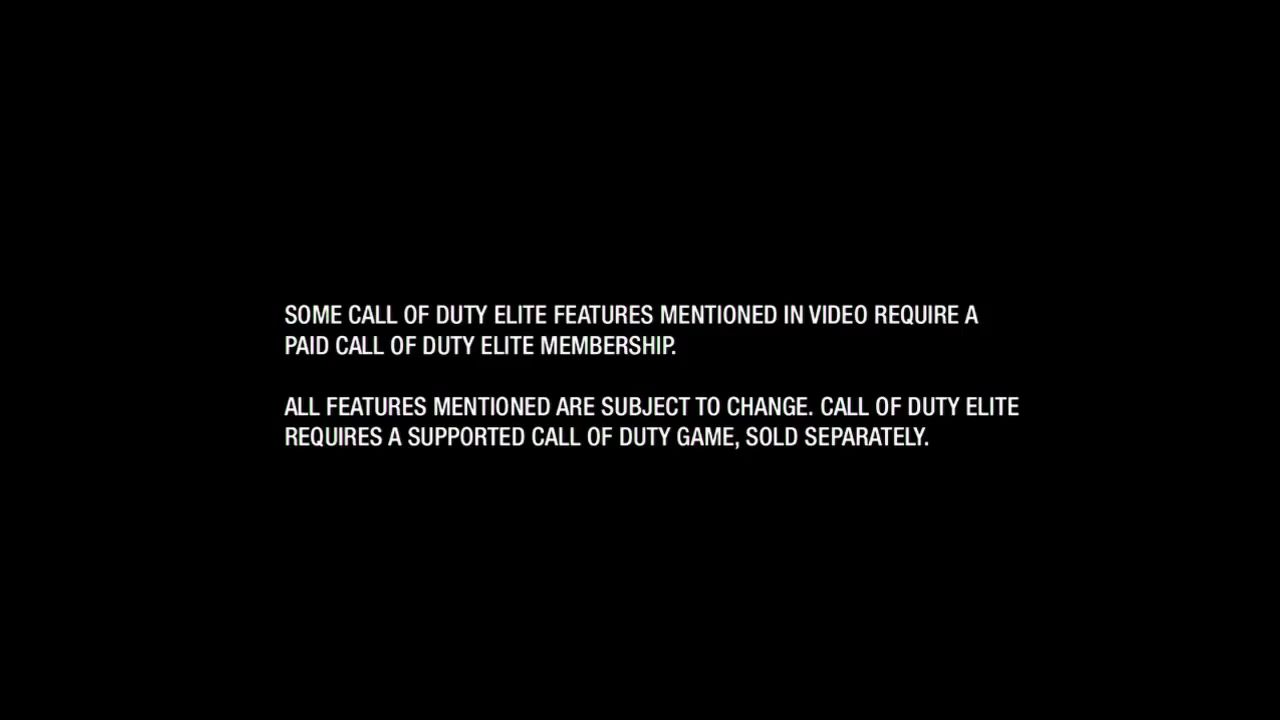 SOME CALL OF DUTY ELITE FEATURES MENTIONED IN VIDEO REQUIRE A
PAID CALL OF DUTY ELITE MEMBERSHIP.
ALL FEATURES MENTIONED ARE SUBJECT TO CHANGE. CALL OF DUTY ELITE
REQUIRES A SUPPORTED CALL OF DUTY GAME, SOLD SEPARATELY.